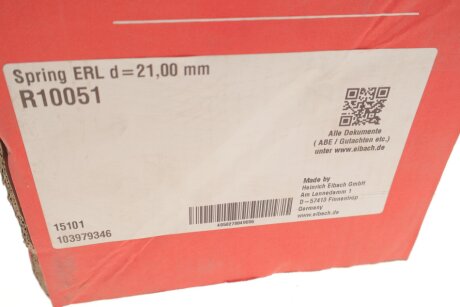 Spring ERL d=21,00 mm
R10051
Alle Dokumente
( ABE / Gutachten etc.)
unter www.eibach.de
Made by
Heinrich Eibach GmbH
Am Lennedamm 1
D-57413 Finnentrop
Germany
www.eibach.de
15101
103979346